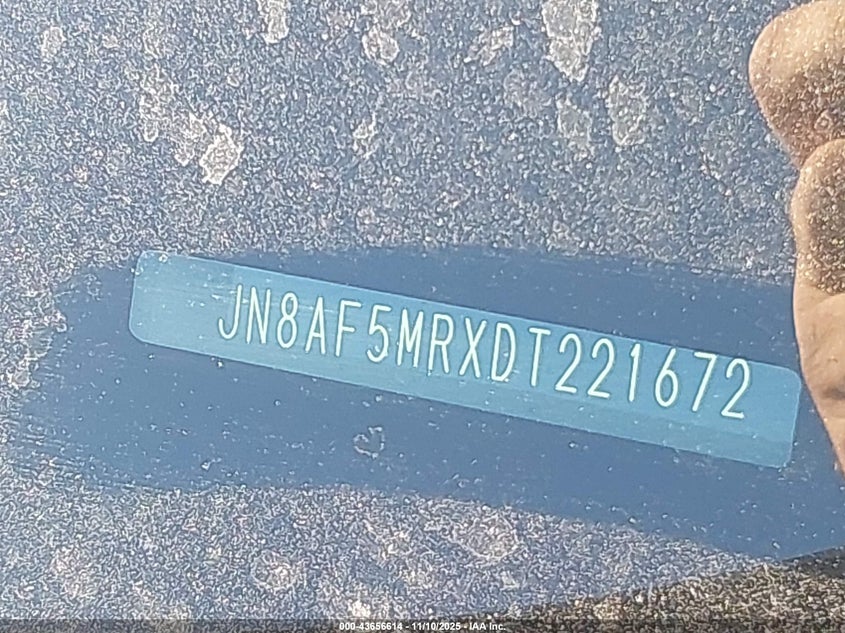 JN8AF5MRXDT221672
000-43656614 - 11/10/2025 - IAA Inc.